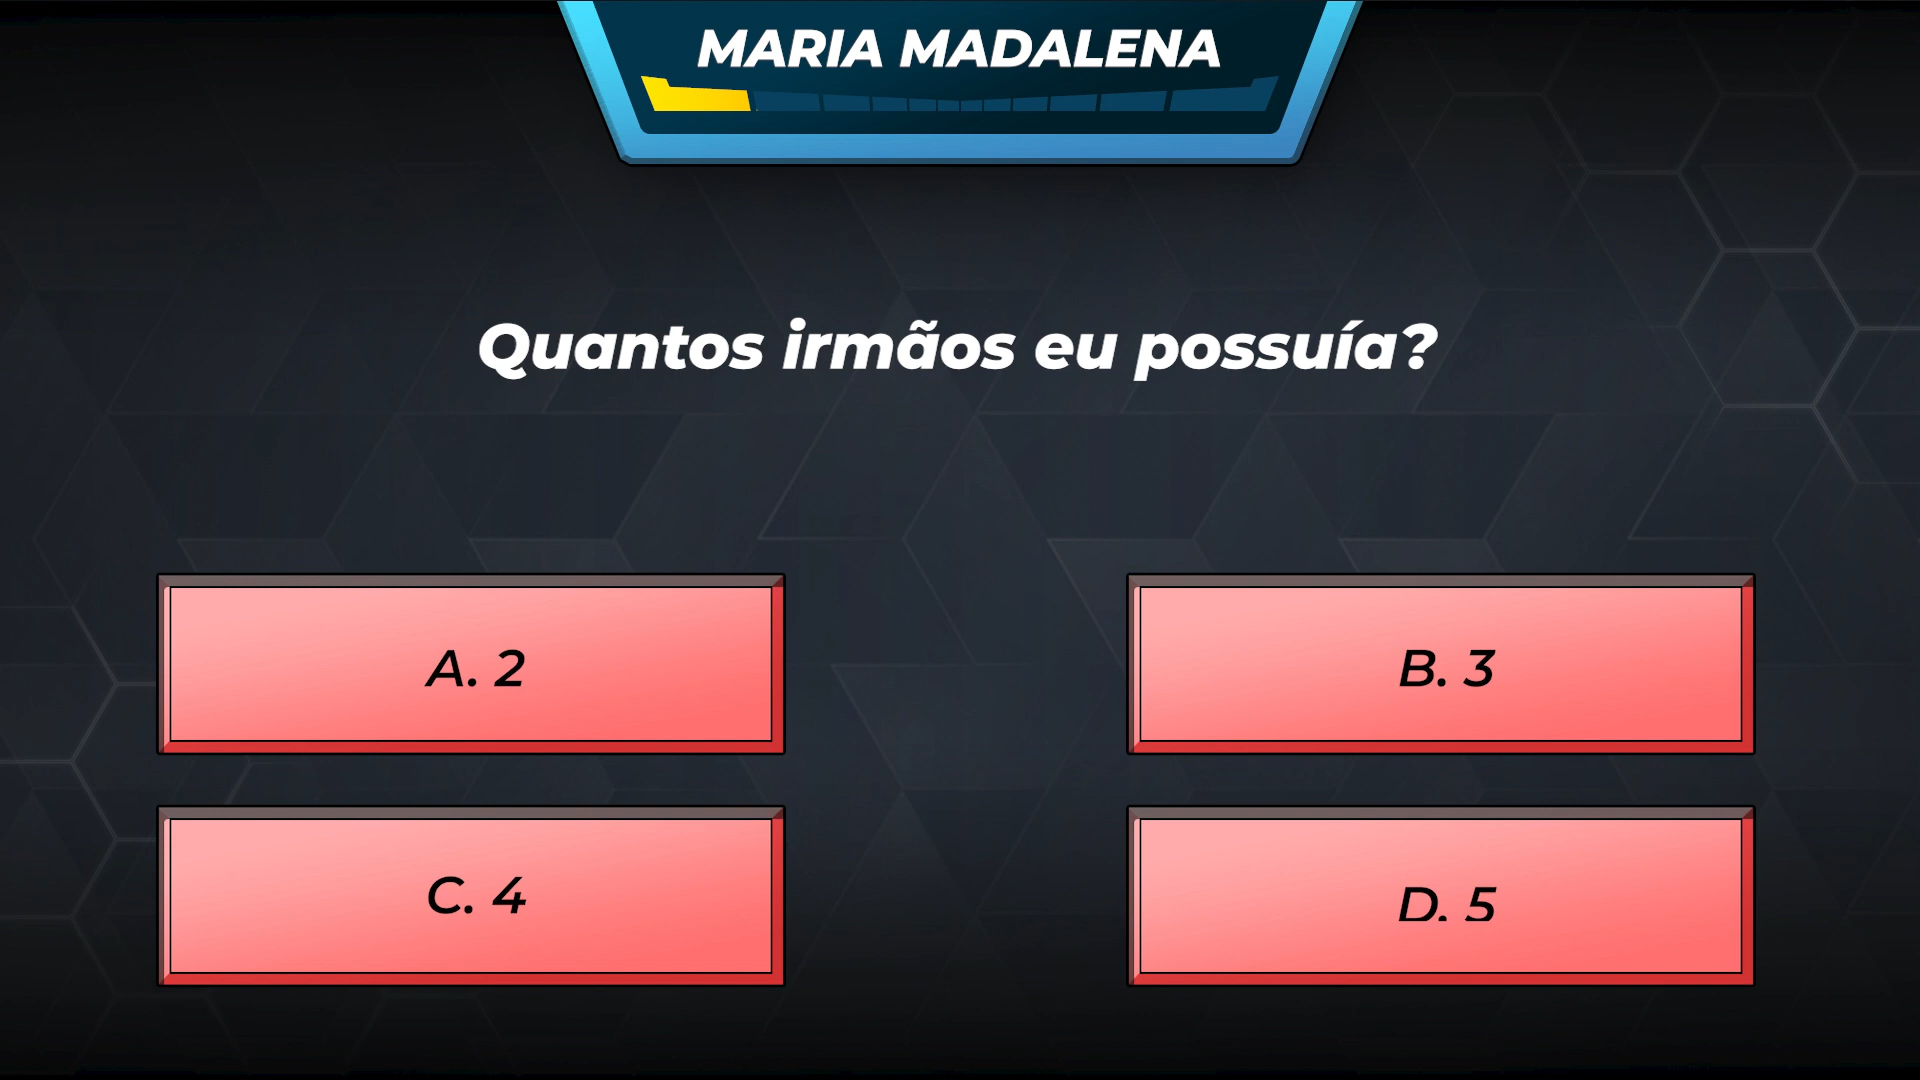 MARIA MADALENA
Quantos irmãos eu possuía?
A. 2
B. 3
C. 4
D. 5